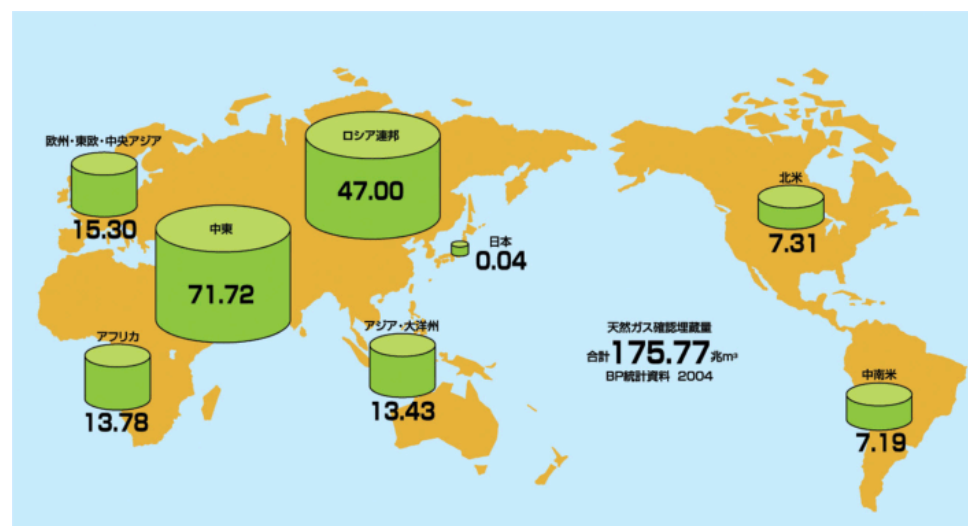 欧州・東欧・中央アジア
15.30
ロシア連邦
47.00
中東
71.72
日本
0.04
アフリカ
13.78
アジア・大洋州
13.43
天然ガス確認埋蔵量
合計175.77兆m³
BP統計資料 2004
北米
7.31
中南米
7.19